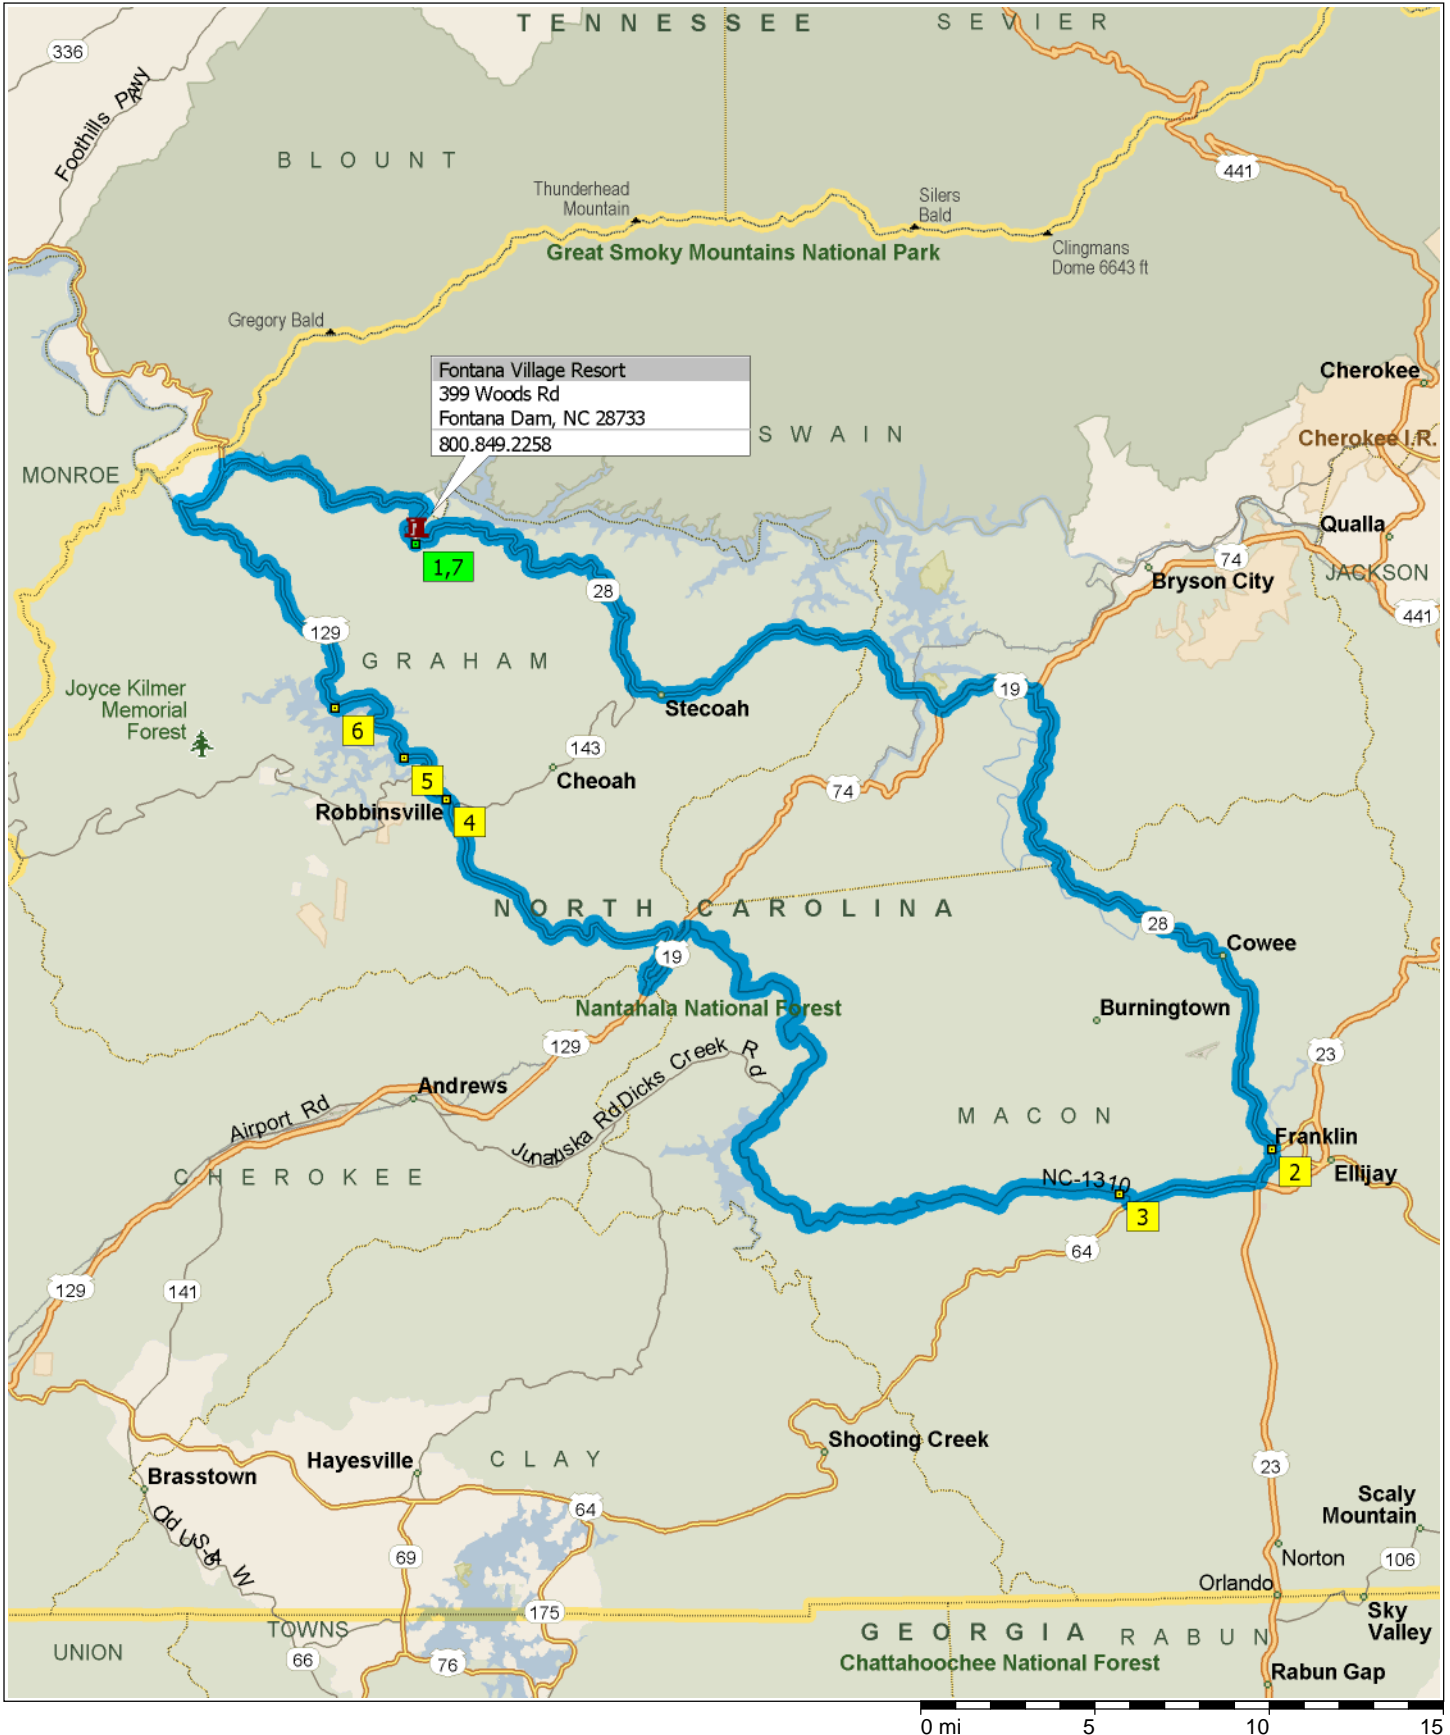 TENNESSEE
SEVIER
336
Foothills Pkwy
BLOUNT
441
Thunderhead
Mountain
Silers
Bald
Great Smoky Mountains National Park
Clingmans
Dome 6643 ft
Gregory Bald
Fontana Village Resort
399 Woods Rd
Fontana Dam, NC 28733
800.849.2258
Cherokee
SWAIN
Cherokee I.R.
MONROE
Qualla
1,7
74
Bryson City
JACKSON
28
441
129
GRAHAM
Joyce Kilmer
Memorial
Forest
19
Stecoah
6
143
Cheoah
5
74
Robbinsville
4
NORTH CAROLINA
28
19
Cowee
Nantahala National Forest
Burningtown
129
23
Dicks Creek Rd
Andrews
Airport Rd
Junaluska Rd
MACON
Franklin
CHEROKEE
NC-1310
2
Ellijay
3
64
129
141
Shooting Creek
Hayesville
CLAY
23
Brasstown
Scaly
Mountain
64
Old US-64 W
69
Norton
106
Orlando
175
Sky
Valley
TOWNS
GEORGIA
RABUN
UNION
66
76
Chattahoochee National Forest
Rabun Gap
0 mi 5 10 15